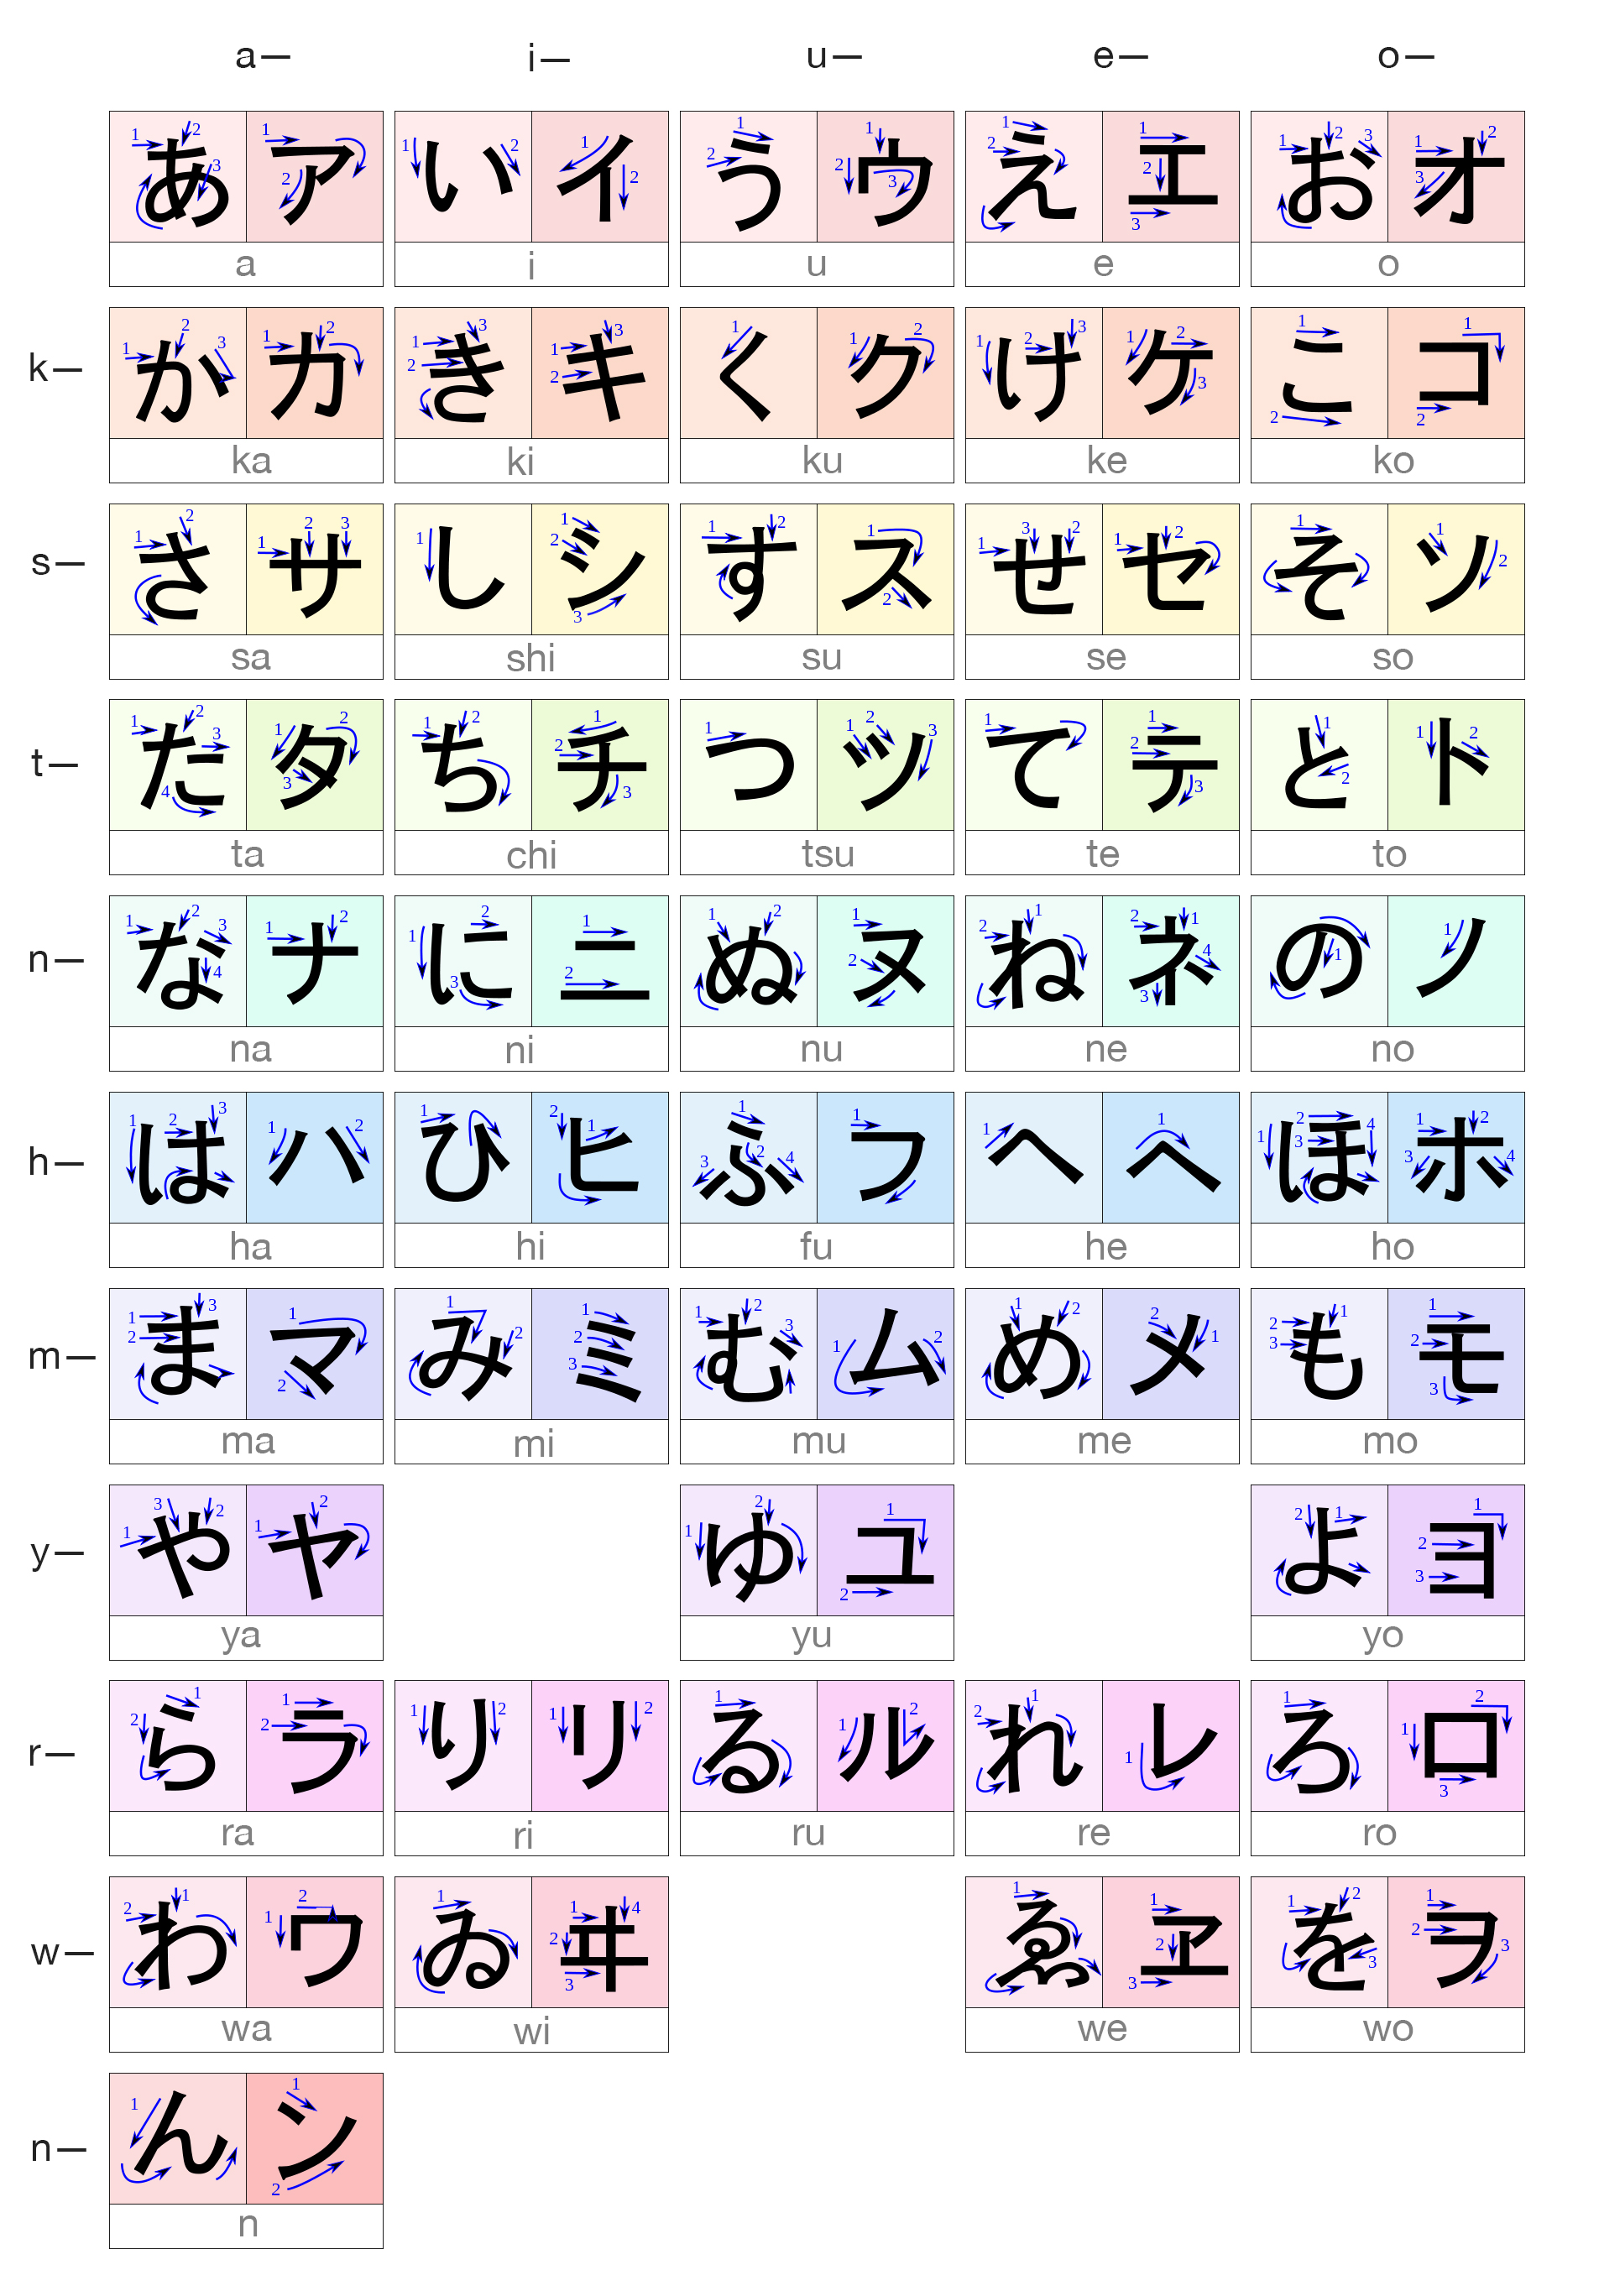 a— i— u— e— o—
あ ア い イ う ウ え エ お オ
a i u e o
k— か カ き キ く ク け ケ こ コ
ka ki ku ke ko
s— さ サ し シ す ス せ セ そ ソ
sa shi su se so
t— た タ ち チ つ ツ て テ と ト
ta chi tsu te to
n— な ナ に ニ ぬ ヌ ね ネ の ノ
na ni nu ne no
h— は ハ ひ ヒ ふ フ へ ヘ ほ ホ
ha hi fu he ho
m— ま マ み ミ む ム め メ も モ
ma mi mu me mo
y— や ヤ ゆ ユ よ ヨ
ya yu yo
r— ら ラ り リ る ル れ レ ろ ロ
ra ri ru re ro
w— わ ワ ゐ ヰ ゑ ヱ を ヲ
wa wi we wo
n— ん ン
n